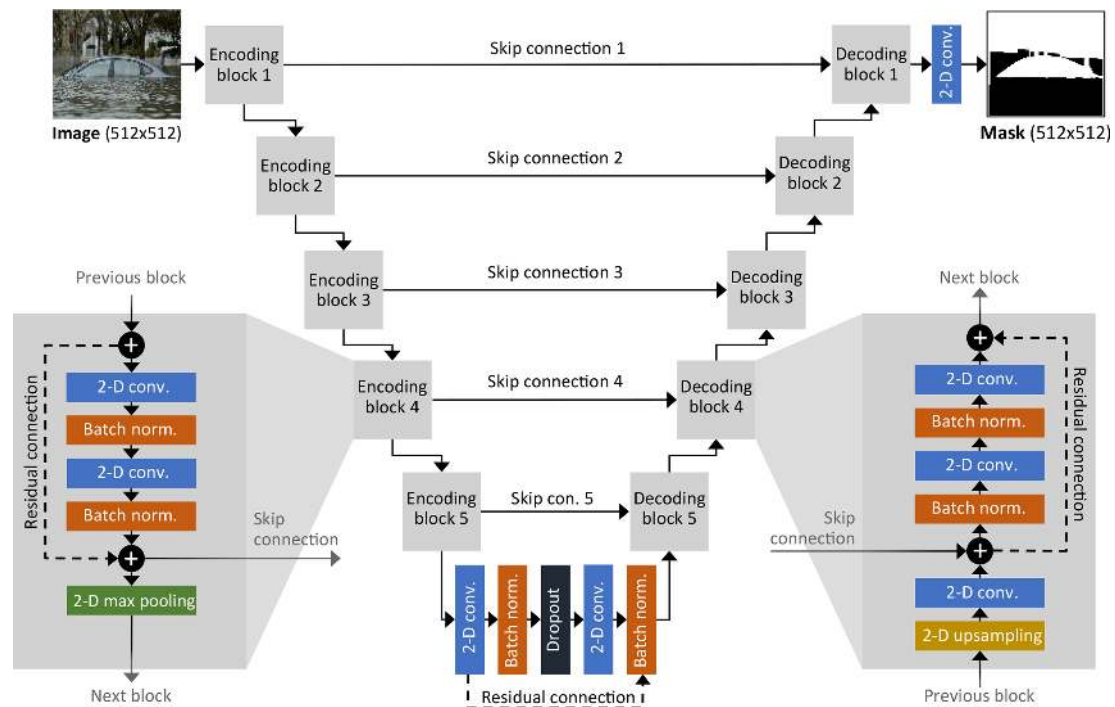 Image (512x512)
Encoding
block 1
Skip connection 1
Decoding
block 1
2-D conv.
Mask (512x512)
Encoding
block 2
Skip connection 2
Decoding
block 2
Encoding
block 3
Skip connection 3
Decoding
block 3
Encoding
block 4
Skip connection 4
Decoding
block 4
Encoding
block 5
Skip con. 5
Decoding
block 5
2-D conv.
Batch norm.
Dropout
2-D conv.
Batch norm.
Residual connection
Previous block
Residual connection
2-D conv.
Batch norm.
2-D conv.
Batch norm.
Skip
connection
2-D max pooling
Next block
Next block
2-D conv.
Batch norm.
2-D conv.
Batch norm.
Residual connection
Skip
connection
2-D conv.
2-D upsampling
Previous block